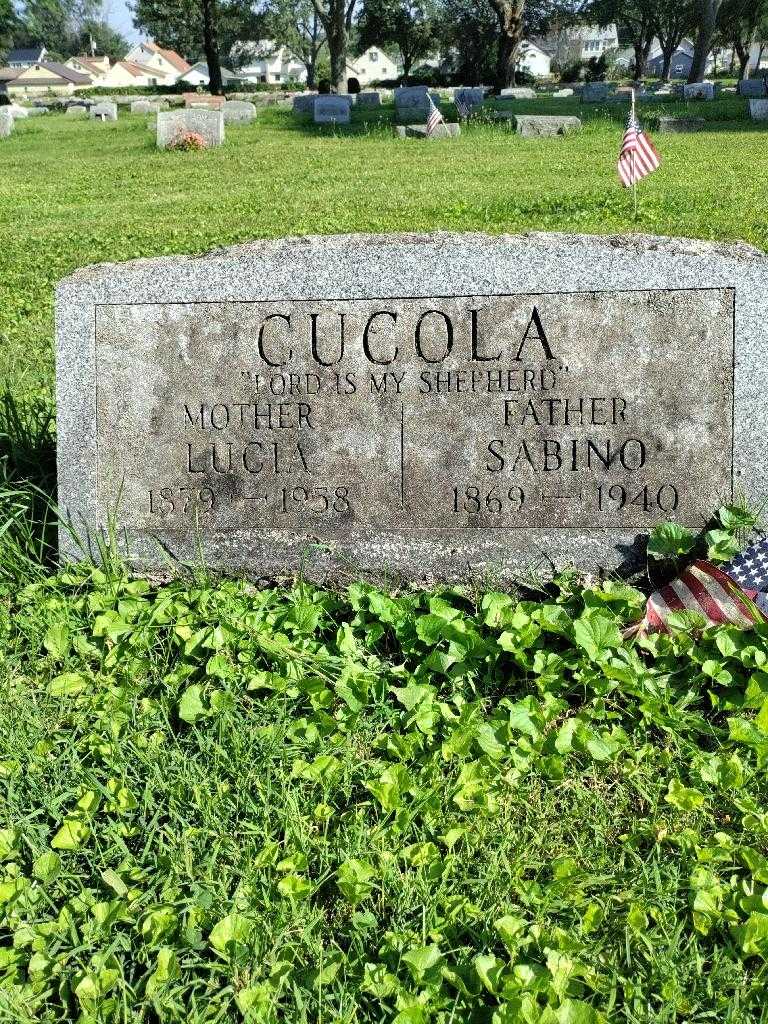 CUCOLA
"LORD IS MY SHEPHERD"
MOTHER
LUCIA
1879 — 1958
FATHER
SABINO
1869 — 1940